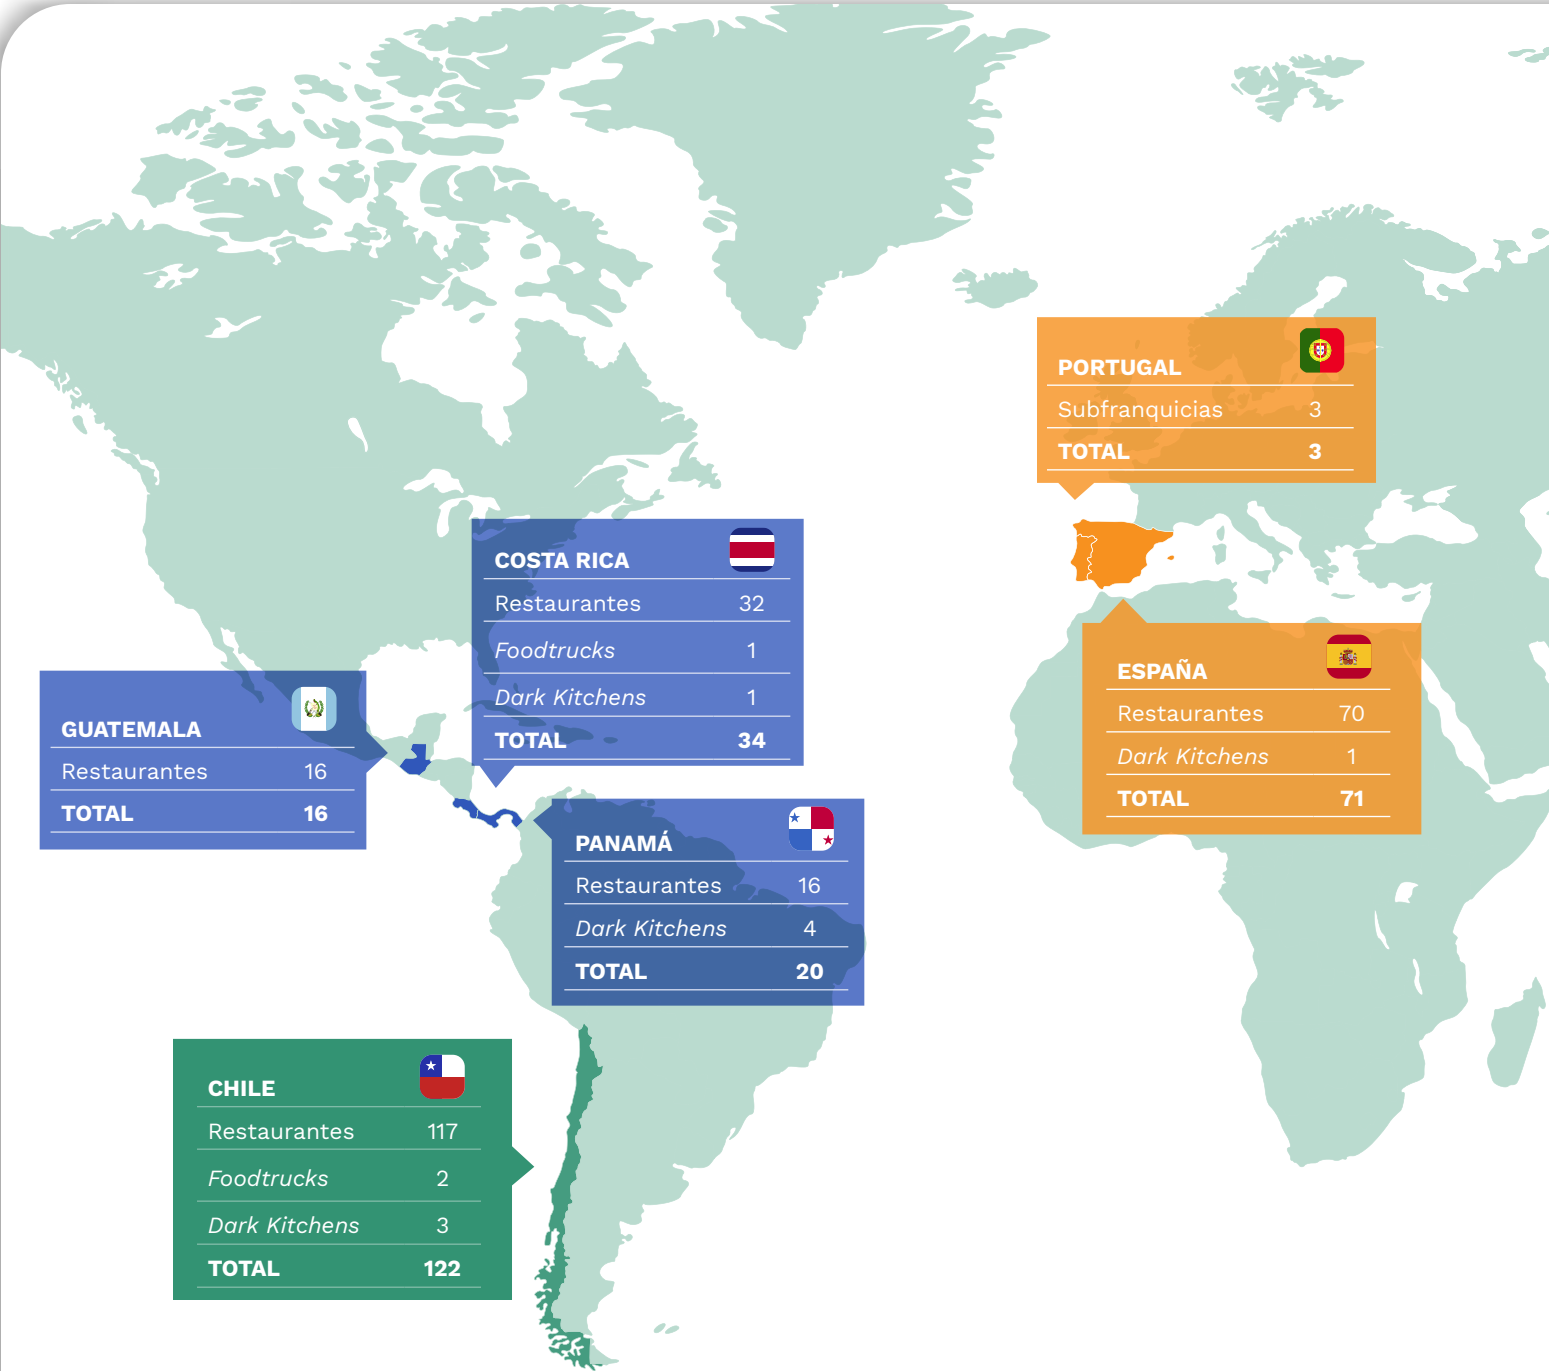 PORTUGAL
Subfranquicias 3
TOTAL 3
COSTA RICA
Restaurantes 32
Foodtrucks 1
Dark Kitchens 1
TOTAL 34
ESPAÑA
Restaurantes 70
Dark Kitchens 1
TOTAL 71
GUATEMALA
Restaurantes 16
TOTAL 16
PANAMÁ
Restaurantes 16
Dark Kitchens 4
TOTAL 20
CHILE
Restaurantes 117
Foodtrucks 2
Dark Kitchens 3
TOTAL 122